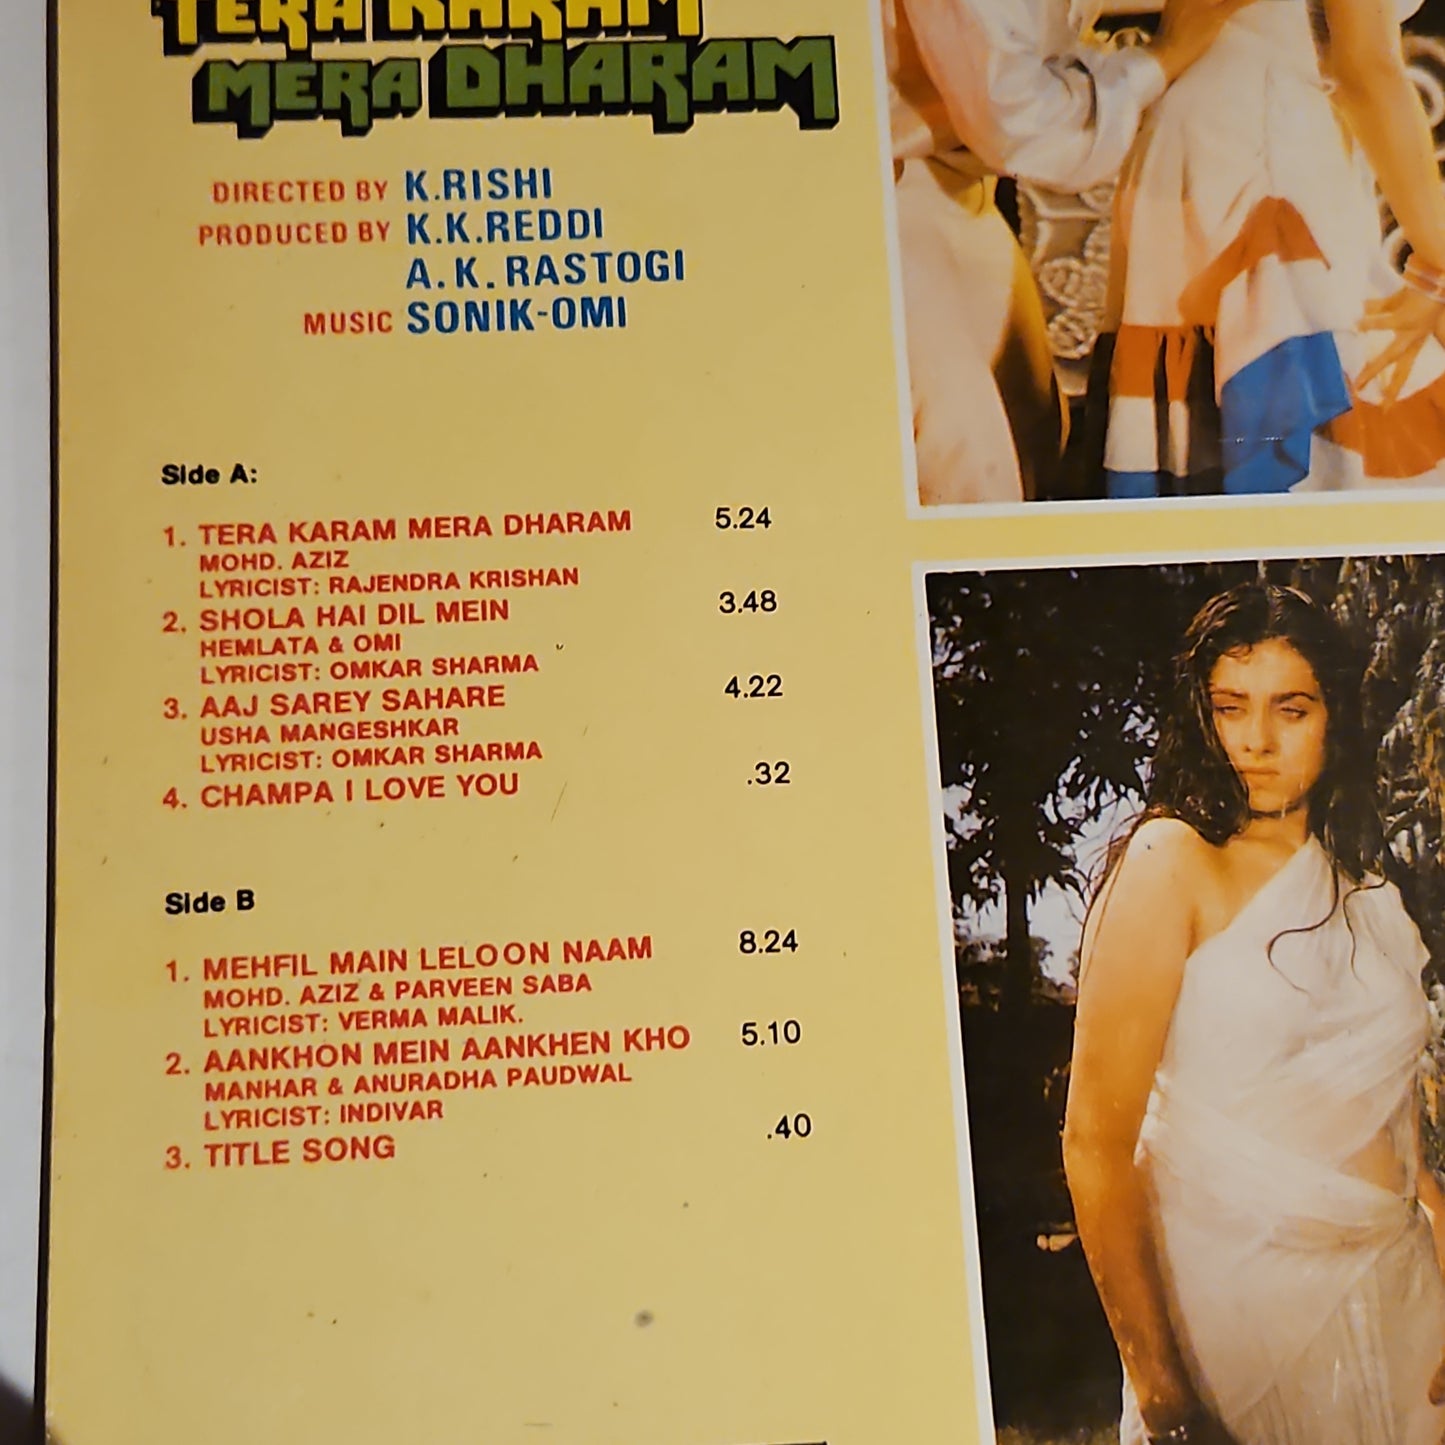 TERA KARAM
MERA DHARAM
DIRECTED BY K.RISHI
PRODUCED BY K.K.REDDI
A.K.RASTOGI
MUSIC SONIK-OMI
Side A:
1. TERA KARAM MERA DHARAM 5.24
MOHD. AZIZ
LYRICIST: RAJENDRA KRISHAN
2. SHOLA HAI DIL MEIN 3.48
HEMLATA & OMI
LYRICIST: OMKAR SHARMA
3. AAJ SAREY SAHARE 4.22
USHA MANGESHKAR
LYRICIST: OMKAR SHARMA
4. CHAMPA I LOVE YOU .32
Side B
1. MEHFIL MAIN LELOON NAAM 8.24
MOHD. AZIZ & PARVEEN SABA
LYRICIST: VERMA MALIK.
2. AANKHON MEIN AANKHEN KHO 5.10
MANHAR & ANURADHA PAUDWAL
LYRICIST: INDIVAR
3. TITLE SONG .40